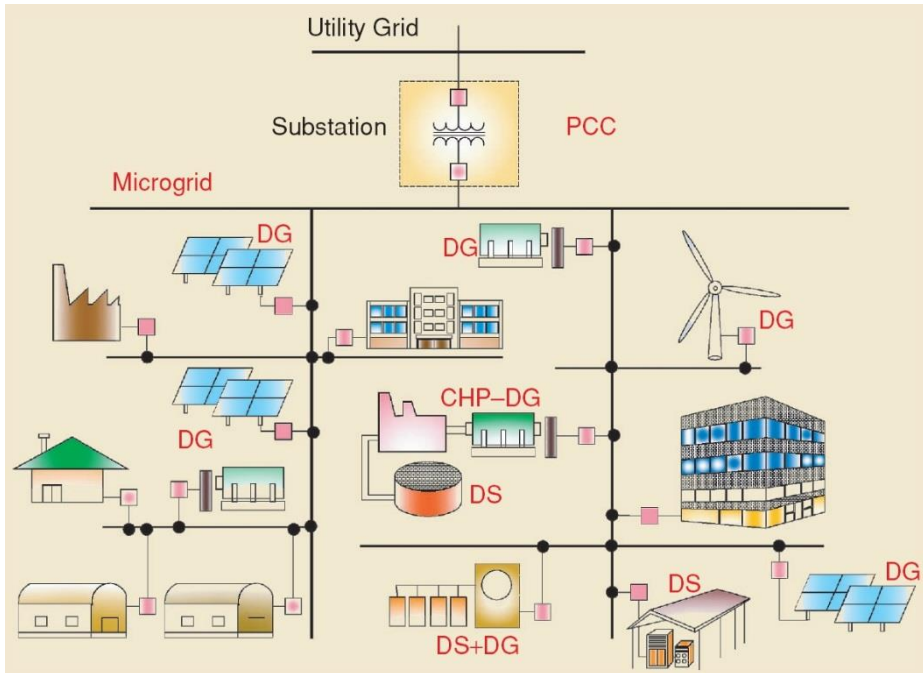 Utility Grid
Substation
PCC
Microgrid
DG
DG
DG
CHP–DG
DG
DS
DS
DG
DS+DG